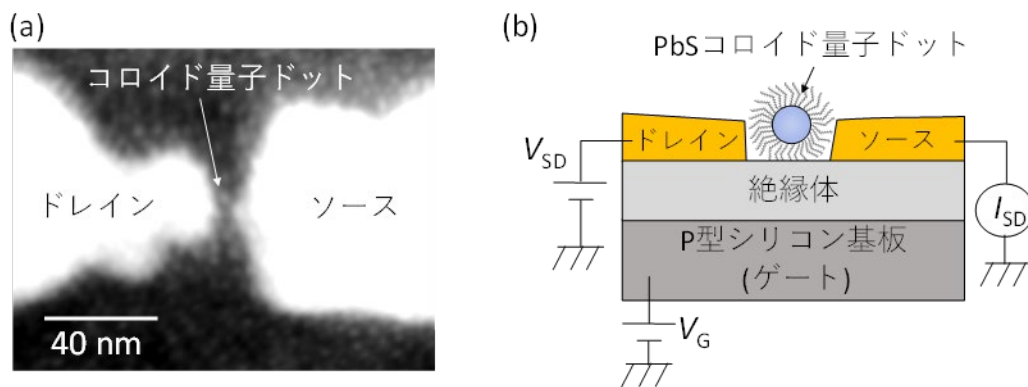 (a)
コロイド量子ドット
ドレイン
ソース
40 nm
(b)
PbSコロイド量子ドット
ドレイン
ソース
VSD
絶縁体
ISD
P型シリコン基板
(ゲート)
VG